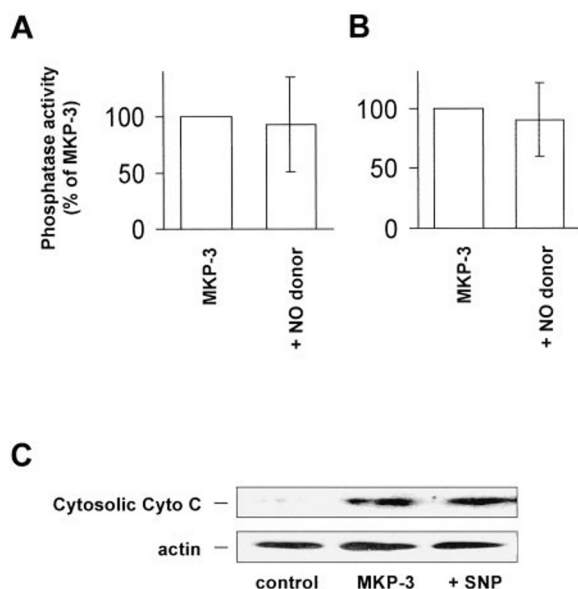 A
B
Phosphatase activity
(% of MKP-3)
100
50
0
MKP-3
+ NO donor
100
50
0
MKP-3
+ NO donor
C
Cytosolic Cyto C
actin
control MKP-3 + SNP